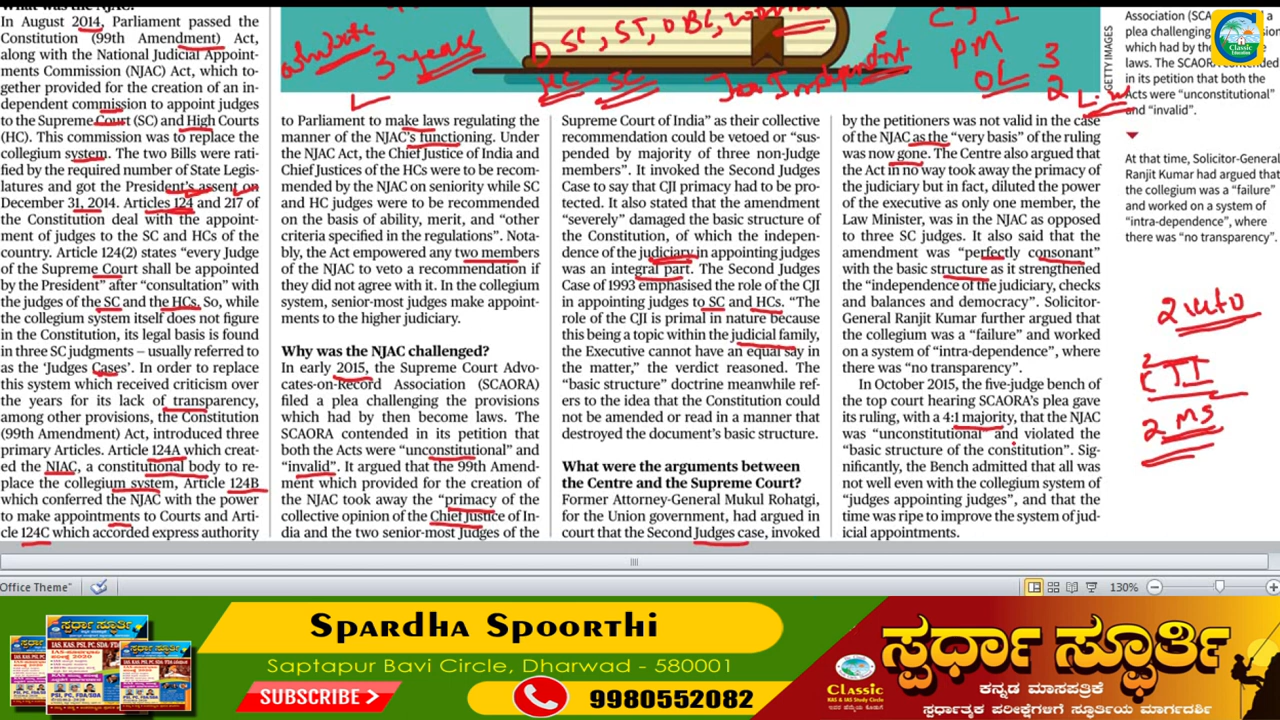 What was the NJAC?
In August 2014, Parliament passed the
Constitution (99th Amendment) Act,
along with the National Judicial Appoint-
ments Commission (NJAC) Act, which to-
gether provided for the creation of an in-
dependent commission to appoint judges
to the Supreme Court (SC) and High Courts
(HC). This commission was to replace the
collegium system. The two Bills were rati-
fied by the required number of State Legis-
latures and got the President's assent on
December 31, 2014. Articles 124 and 217 of
the Constitution deal with the appoint-
ment of judges to the SC and HCs of the
country. Article 124(2) states "every Judge
of the Supreme Court shall be appointed
by the President" after "consultation" with
the judges of the SC and the HCs. So, while
the collegium system itself does not figure
in the Constitution, its legal basis is found
in three SC judgments – usually referred to
as the 'Judges Cases'. In order to replace
this system which received criticism over
the years for its lack of transparency,
among other provisions, the Constitution
(99th Amendment) Act, introduced three
primary Articles. Article 124A which creat-
ed the NJAC, a constitutional body to re-
place the collegium system, Article 124B
which conferred the NJAC with the power
to make appointments to Courts and Arti-
cle 124C which accorded express authority
3 years
D SC, ST, OBC, women
HC SC
CJI
PM 3
OL 2
L.M
GETTY IMAGES
to Parliament to make laws regulating the
manner of the NJAC's functioning. Under
the NJAC Act, the Chief Justice of India and
Chief Justices of the HCs were to be recom-
mended by the NJAC on seniority while SC
and HC judges were to be recommended
on the basis of ability, merit, and "other
criteria specified in the regulations". Nota-
bly, the Act empowered any two members
of the NJAC to veto a recommendation if
they did not agree with it. In the collegium
system, senior-most judges make appoint-
ments to the higher judiciary.
Why was the NJAC challenged?
In early 2015, the Supreme Court Advo-
cates-on-Record Association (SCAORA)
filed a plea challenging the provisions
which had by then become laws. The
SCAORA contended in its petition that
both the Acts were "unconstitutional" and
"invalid". It argued that the 99th Amend-
ment which provided for the creation of
the NJAC took away the "primacy of the
collective opinion of the Chief Justice of In-
dia and the two senior-most Judges of the
Supreme Court of India" as their collective
recommendation could be vetoed or "sus-
pended by majority of three non-Judge
members". It invoked the Second Judges
Case to say that CJI primacy had to be pro-
tected. It also stated that the amendment
"severely" damaged the basic structure of
the Constitution, of which the indepen-
dence of the judiciary in appointing judges
was an integral part. The Second Judges
Case of 1993 emphasised the role of the CJI
in appointing judges to SC and HCs. "The
role of the CJI is primal in nature because
this being a topic within the judicial family,
the Executive cannot have an equal say in
the matter," the verdict reasoned. The
"basic structure" doctrine meanwhile ref-
ers to the idea that the Constitution could
not be amended or read in a manner that
destroyed the document's basic structure.
What were the arguments between
the Centre and the Supreme Court?
Former Attorney-General Mukul Rohatgi,
for the Union government, had argued in
court that the Second Judges case, invoked
by the petitioners was not valid in the case
of the NJAC as the "very basis" of the ruling
was now gone. The Centre also argued that
the Act in no way took away the primacy of
the judiciary but in fact, diluted the power
of the executive as only one member, the
Law Minister, was in the NJAC as opposed
to three SC judges. It also said that the
amendment was "perfectly consonant"
with the basic structure as it strengthened
the "independence of the judiciary, checks
and balances and democracy". Solicitor-
General Ranjit Kumar further argued that
the collegium was a "failure" and worked
on a system of "intra-dependence", where
there was "no transparency".
In October 2015, the five-judge bench of
the top court hearing SCAORA's plea gave
its ruling, with a 4:1 majority, that the NJAC
was "unconstitutional" and violated the
"basic structure of the constitution". Sig-
nificantly, the Bench admitted that all was
not well even with the collegium system of
"judges appointing judges", and that the
time was ripe to improve the system of jud-
icial appointments.
Association (SCAO a
plea challenging sion
which had by the
laws. The SCAORA contended
in its petition that both the
Acts were "unconstitutional"
and "invalid".
At that time, Solicitor-General
Ranjit Kumar had argued that
the collegium was a "failure"
and worked on a system of
"intra-dependence", where
there was "no transparency".
2
CJI
2 MS
Classic
Education
Office Theme"
130%
Spardha Spoorthi
Saptapur Bavi Circle, Dharwad - 580001
SUBSCRIBE >
9980552082
ಸ್ಪರ್ಧಾ ಸ್ಫೂರ್ತಿ
ಕನ್ನಡ ಮಾಸಪತ್ರಿಕೆ
ಸ್ಪರ್ಧಾತ್ಮಕ ಪರೀಕ್ಷೆಗಳಿಗೆ ಸ್ಫೂರ್ತಿಯ ಮಾರ್ಗದರ್ಶಿ
Classic
IAS & KAS Study Circle